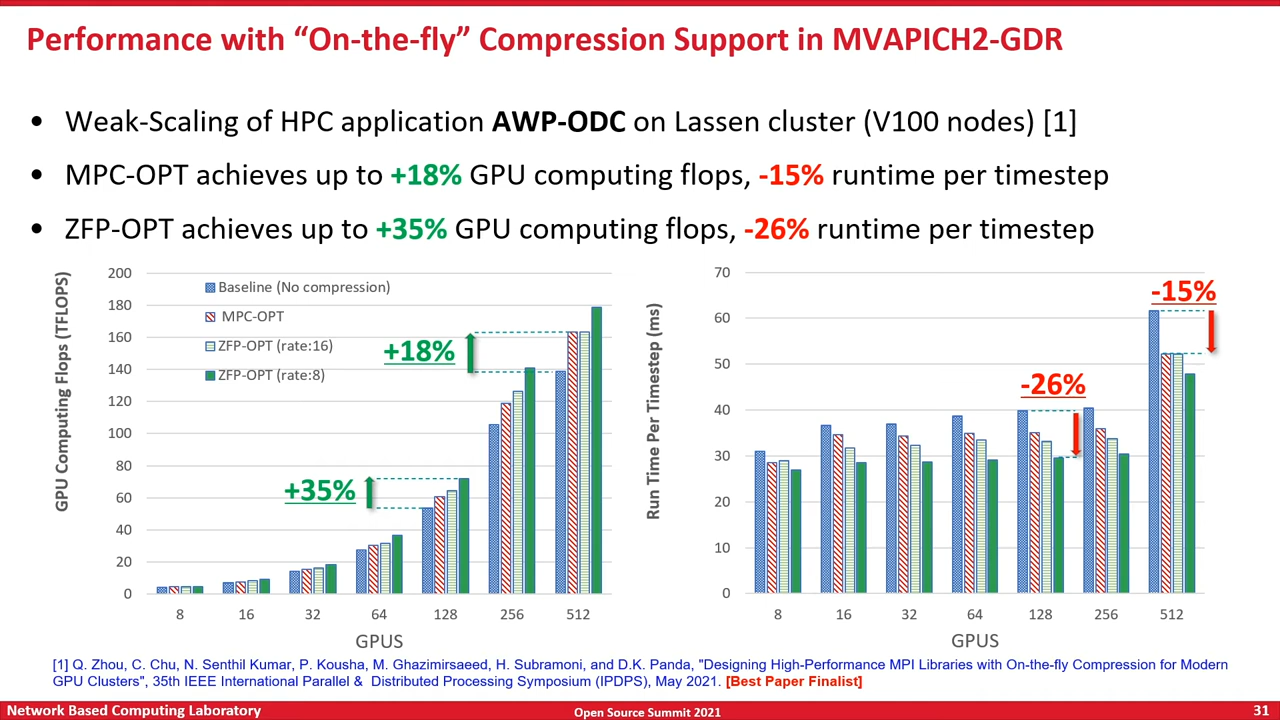 Performance with “On-the-fly” Compression Support in MVAPICH2-GDR
• Weak-Scaling of HPC application AWP-ODC on Lassen cluster (V100 nodes) [1]
• MPC-OPT achieves up to +18% GPU computing flops, -15% runtime per timestep
• ZFP-OPT achieves up to +35% GPU computing flops, -26% runtime per timestep
GPU Computing Flops (TFLOPS)
200
180
160
140
120
100
80
60
40
20
0
Baseline (No compression)
MPC-OPT
ZFP-OPT (rate:16)
ZFP-OPT (rate:8)
+18%
+35%
8 16 32 64 128 256 512
GPUS
Run Time Per Timestep (ms)
70
60
50
40
30
20
10
0
-15%
-26%
8 16 32 64 128 256 512
GPUS
[1] Q. Zhou, C. Chu, N. Senthil Kumar, P. Kousha, M. Ghazimirsaeed, H. Subramoni, and D.K. Panda, "Designing High-Performance MPI Libraries with On-the-fly Compression for Modern
GPU Clusters", 35th IEEE International Parallel & Distributed Processing Symposium (IPDPS), May 2021. [Best Paper Finalist]
Network Based Computing Laboratory
Open Source Summit 2021
31